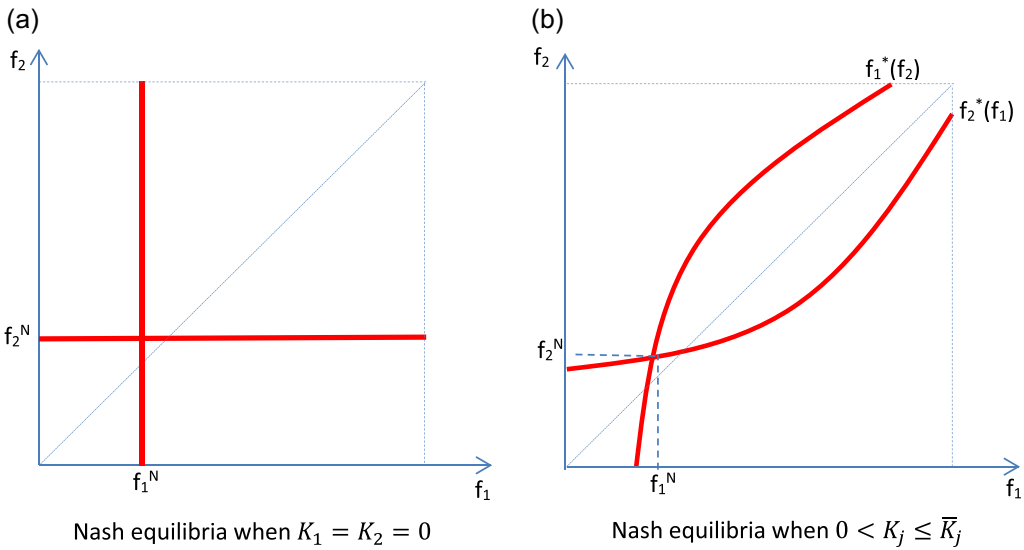 (a)
f₂
f₂ᴺ
f₁ᴺ
f₁
Nash equilibria when K₁ = K₂ = 0
(b)
f₂
f₁*(f₂)
f₂*(f₁)
f₂ᴺ
f₁ᴺ
f₁
Nash equilibria when 0 < Kⱼ ≤ K̅ⱼ